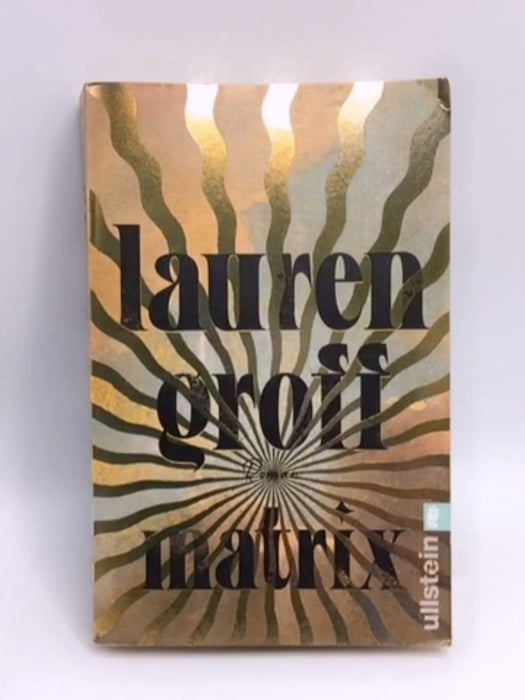 lauren
groff
Roman
matrix
ullstein